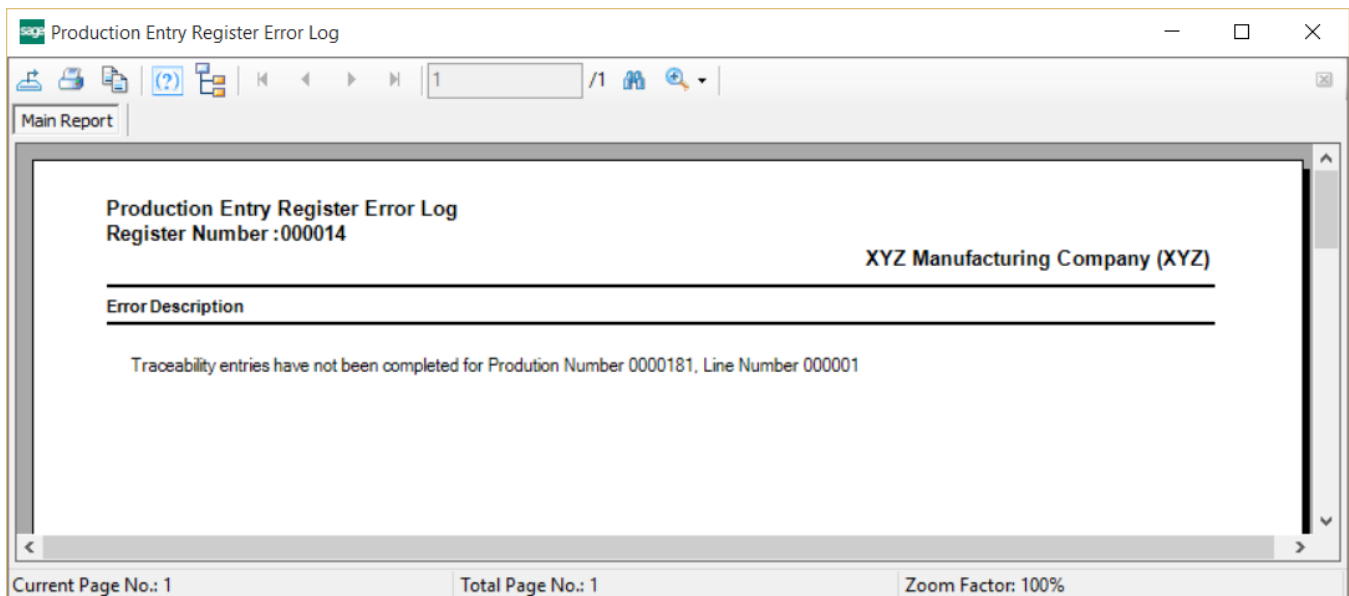 sage Production Entry Register Error Log
(?) 1 /1
Main Report
Production Entry Register Error Log
Register Number :000014
XYZ Manufacturing Company (XYZ)
Error Description
Traceability entries have not been completed for Prodution Number 0000181, Line Number 000001
Current Page No.: 1 Total Page No.: 1 Zoom Factor: 100%